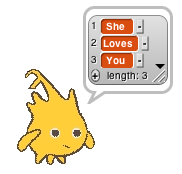 1 She -
2 Loves -
3 You -
+ length: 3